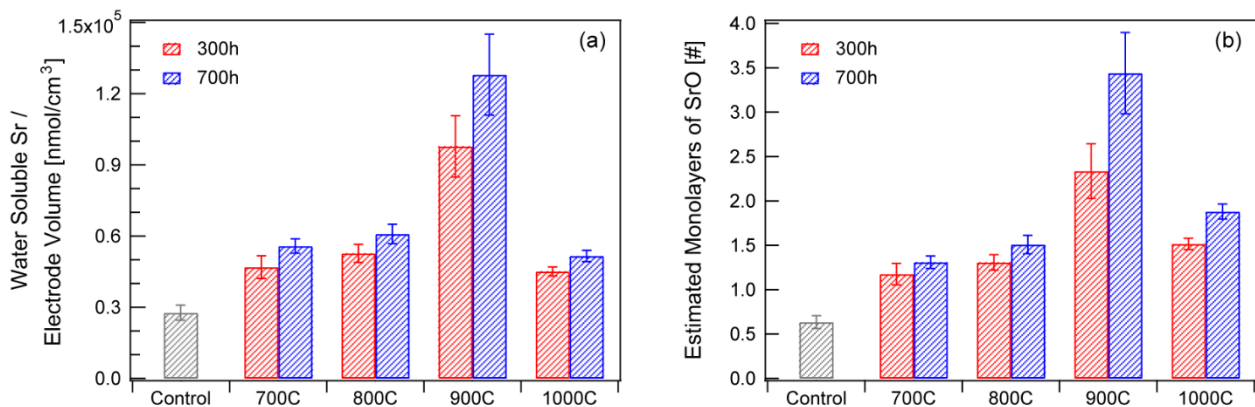 Water Soluble Sr /
Electrode Volume [nmol/cm³]
1.5x10⁵
1.2
0.9
0.6
0.3
0.0
300h
700h
(a)
Control 700C 800C 900C 1000C
Estimated Monolayers of SrO [#]
4.0
3.5
3.0
2.5
2.0
1.5
1.0
0.5
0.0
300h
700h
(b)
Control 700C 800C 900C 1000C